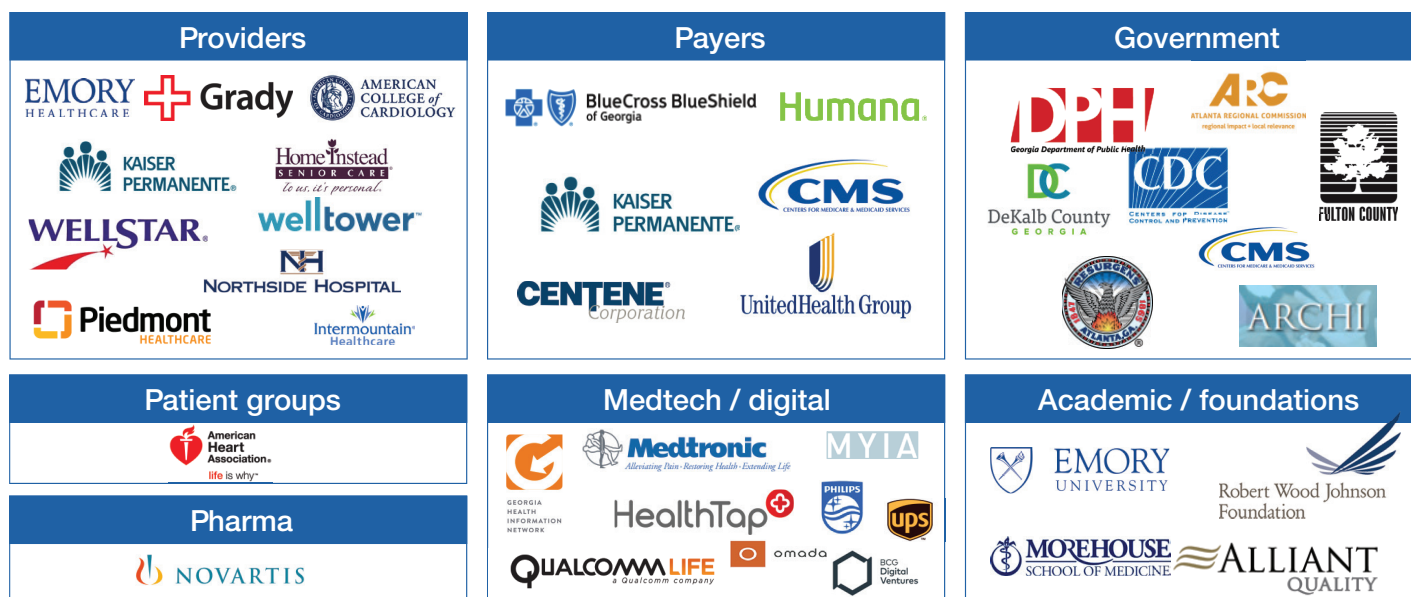 Providers
EMORY
HEALTHCARE
Grady
AMERICAN
COLLEGE of
CARDIOLOGY
KAISER
PERMANENTE®
Home Instead
SENIOR CARE®
to us, it's personal.
WELLSTAR®
welltower™
NH
NORTHSIDE HOSPITAL
Piedmont
HEALTHCARE
Intermountain®
Healthcare
Payers
BlueCross BlueShield
of Georgia
Humana®
KAISER
PERMANENTE®
CMS
CENTERS FOR MEDICARE & MEDICAID SERVICES
CENTENE®
Corporation
UnitedHealth Group
Government
DPH
Georgia Department of Public Health
ARC
ATLANTA REGIONAL COMMISSION
regional impact • local relevance
DC
DeKalb County
GEORGIA
CDC
CENTERS FOR DISEASE
CONTROL AND PREVENTION
FULTON COUNTY
CMS
CENTERS FOR MEDICARE & MEDICAID SERVICES
RESURGENS
1847 1865
ATLANTA, GA.
®
ARCHI
Patient groups
American
Heart
Association®
life is why™
Pharma
NOVARTIS
Medtech / digital
GEORGIA
HEALTH
INFORMATION
NETWORK
Medtronic
Alleviating Pain · Restoring Health · Extending Life
MYIA
HealthTap
PHILIPS
ups
QUALCOMM LIFE
a Qualcomm company
omada
BCG
Digital
Ventures
Academic / foundations
EMORY
UNIVERSITY
Robert Wood Johnson
Foundation
MOREHOUSE
SCHOOL OF MEDICINE
ALLIANT
QUALITY